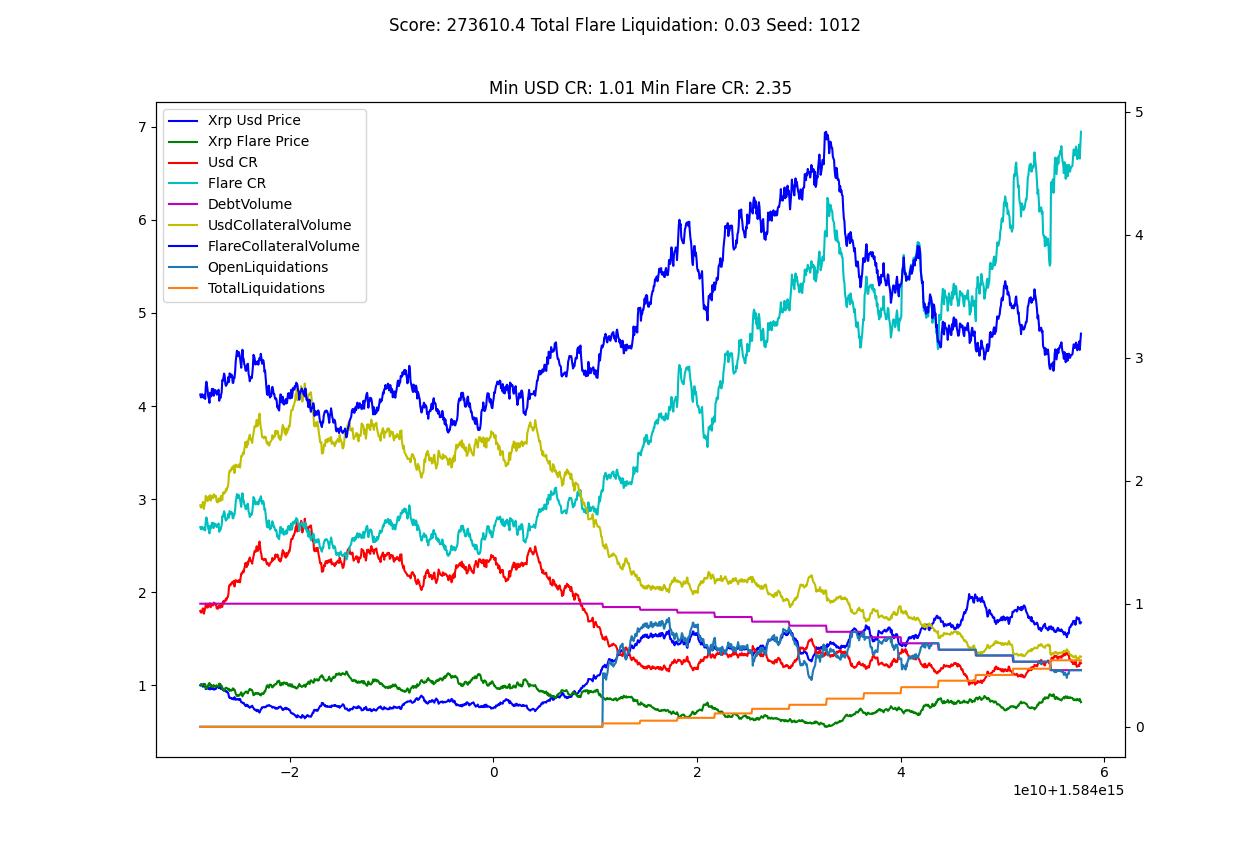 Score: 273610.4 Total Flare Liquidation: 0.03 Seed: 1012
Min USD CR: 1.01 Min Flare CR: 2.35
Xrp Usd Price
Xrp Flare Price
Usd CR
Flare CR
DebtVolume
UsdCollateralVolume
FlareCollateralVolume
OpenLiquidations
TotalLiquidations
7
6
5
4
3
2
1
5
4
3
2
1
0
−2
0
2
4
6
1e10+1.584e15